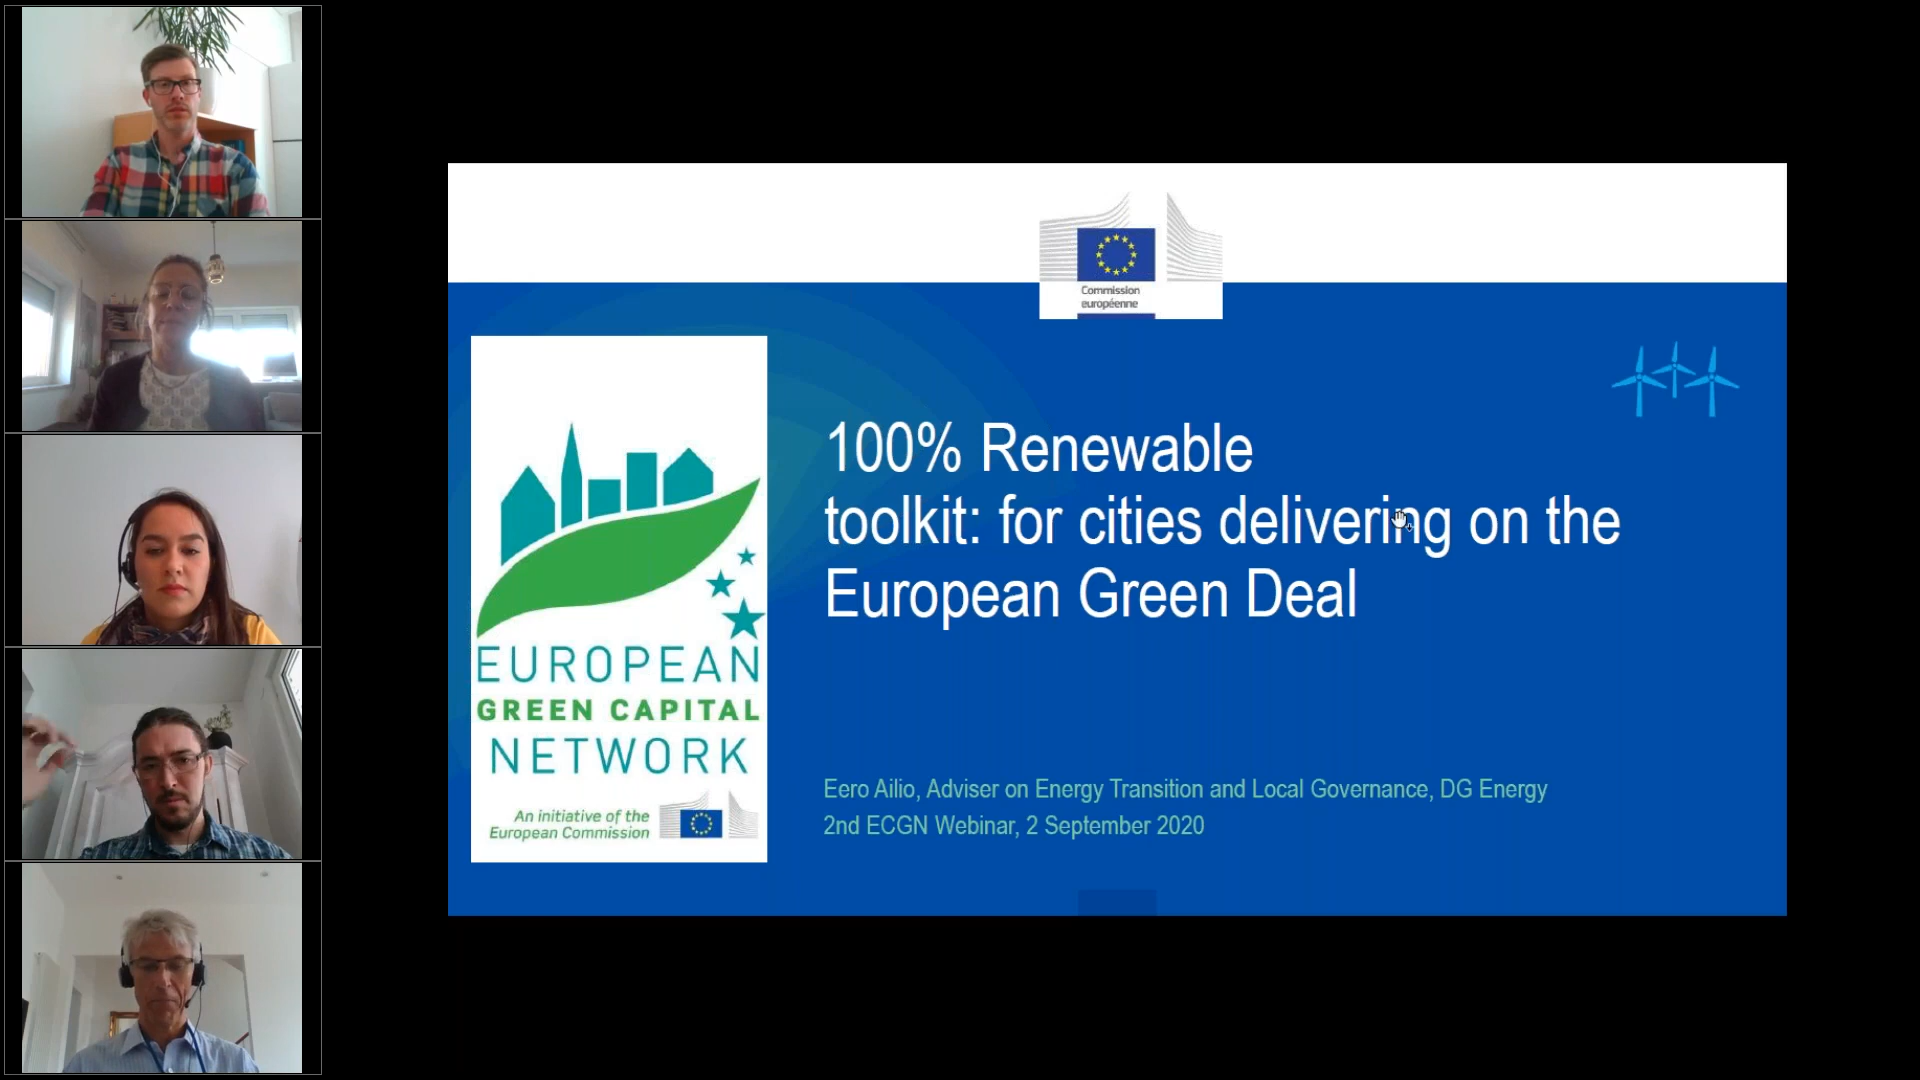 Commission
européenne
100% Renewable
toolkit: for cities delivering on the
European Green Deal
EUROPEAN
GREEN CAPITAL
NETWORK
An initiative of the
European Commission
Eero Ailio, Adviser on Energy Transition and Local Governance, DG Energy
2nd ECGN Webinar, 2 September 2020